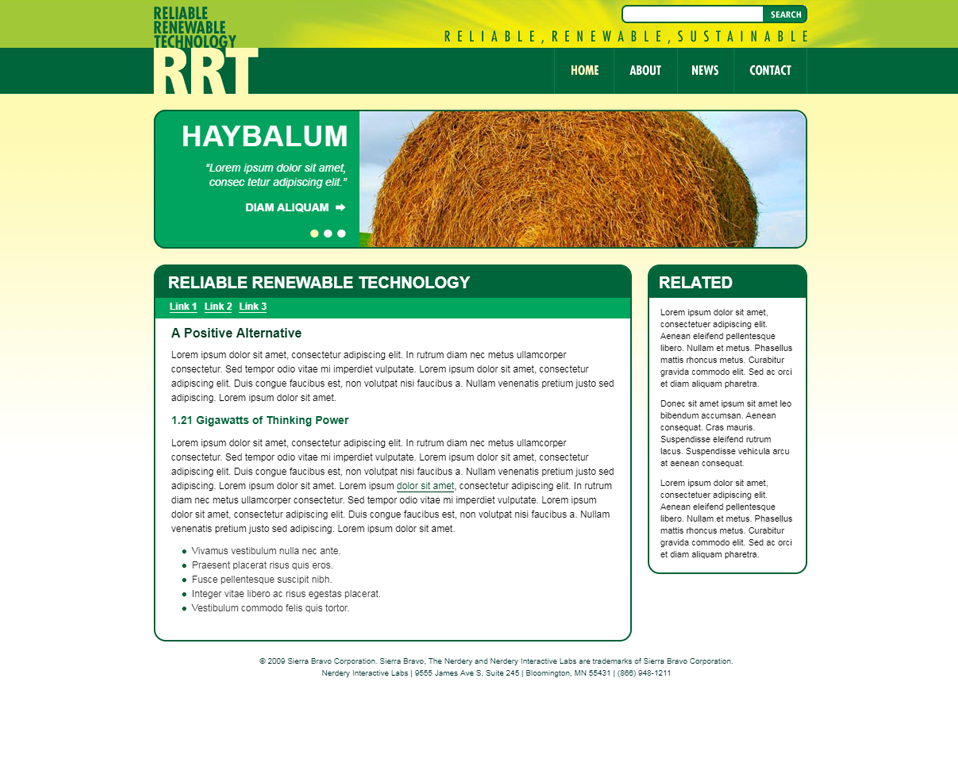 RELIABLE
RENEWABLE
TECHNOLOGY
RRT
SEARCH
RELIABLE, RENEWABLE, SUSTAINABLE
HOME ABOUT NEWS CONTACT
HAYBALUM
“Lorem ipsum dolor sit amet,
consec tetur adipiscing elit.”
DIAM ALIQUAM
RELIABLE RENEWABLE TECHNOLOGY
Link 1 Link 2 Link 3
A Positive Alternative
Lorem ipsum dolor sit amet, consectetur adipiscing elit. In rutrum diam nec metus ullamcorper
consectetur. Sed tempor odio vitae mi imperdiet vulputate. Lorem ipsum dolor sit amet, consectetur
adipiscing elit. Duis congue faucibus est, non volutpat nisi faucibus a. Nullam venenatis pretium justo sed
adipiscing. Lorem ipsum dolor sit amet.
1.21 Gigawatts of Thinking Power
Lorem ipsum dolor sit amet, consectetur adipiscing elit. In rutrum diam nec metus ullamcorper
consectetur. Sed tempor odio vitae mi imperdiet vulputate. Lorem ipsum dolor sit amet, consectetur
adipiscing elit. Duis congue faucibus est, non volutpat nisi faucibus a. Nullam venenatis pretium justo sed
adipiscing. Lorem ipsum dolor sit amet. Lorem ipsum dolor sit amet, consectetur adipiscing elit. In rutrum
diam nec metus ullamcorper consectetur. Sed tempor odio vitae mi imperdiet vulputate. Lorem ipsum
dolor sit amet, consectetur adipiscing elit. Duis congue faucibus est, non volutpat nisi faucibus a. Nullam
venenatis pretium justo sed adipiscing. Lorem ipsum dolor sit amet.
• Vivamus vestibulum nulla nec ante.
• Praesent placerat risus quis eros.
• Fusce pellentesque suscipit nibh.
• Integer vitae libero ac risus egestas placerat.
• Vestibulum commodo felis quis tortor.
RELATED
Lorem ipsum dolor sit amet,
consectetuer adipiscing elit.
Aenean eleifend pellentesque
libero. Nullam et metus. Phasellus
mattis rhoncus metus. Curabitur
gravida commodo elit. Sed ac orci
et diam aliquam pharetra.
Donec sit amet ipsum sit amet leo
bibendum accumsan. Aenean
consequat. Cras mauris.
Suspendisse eleifend rutrum
lacus. Suspendisse vehicula arcu
at aenean consequat.
Lorem ipsum dolor sit amet,
consectetuer adipiscing elit.
Aenean eleifend pellentesque
libero. Nullam et metus. Phasellus
mattis rhoncus metus. Curabitur
gravida commodo elit. Sed ac orci
et diam aliquam pharetra.
© 2009 Sierra Bravo Corporation. Sierra Bravo, The Nerdery and Nerdery Interactive Labs are trademarks of Sierra Bravo Corporation.
Nerdery Interactive Labs | 9555 James Ave S, Suite 245 | Bloomington, MN 55431 | (866) 948-1211